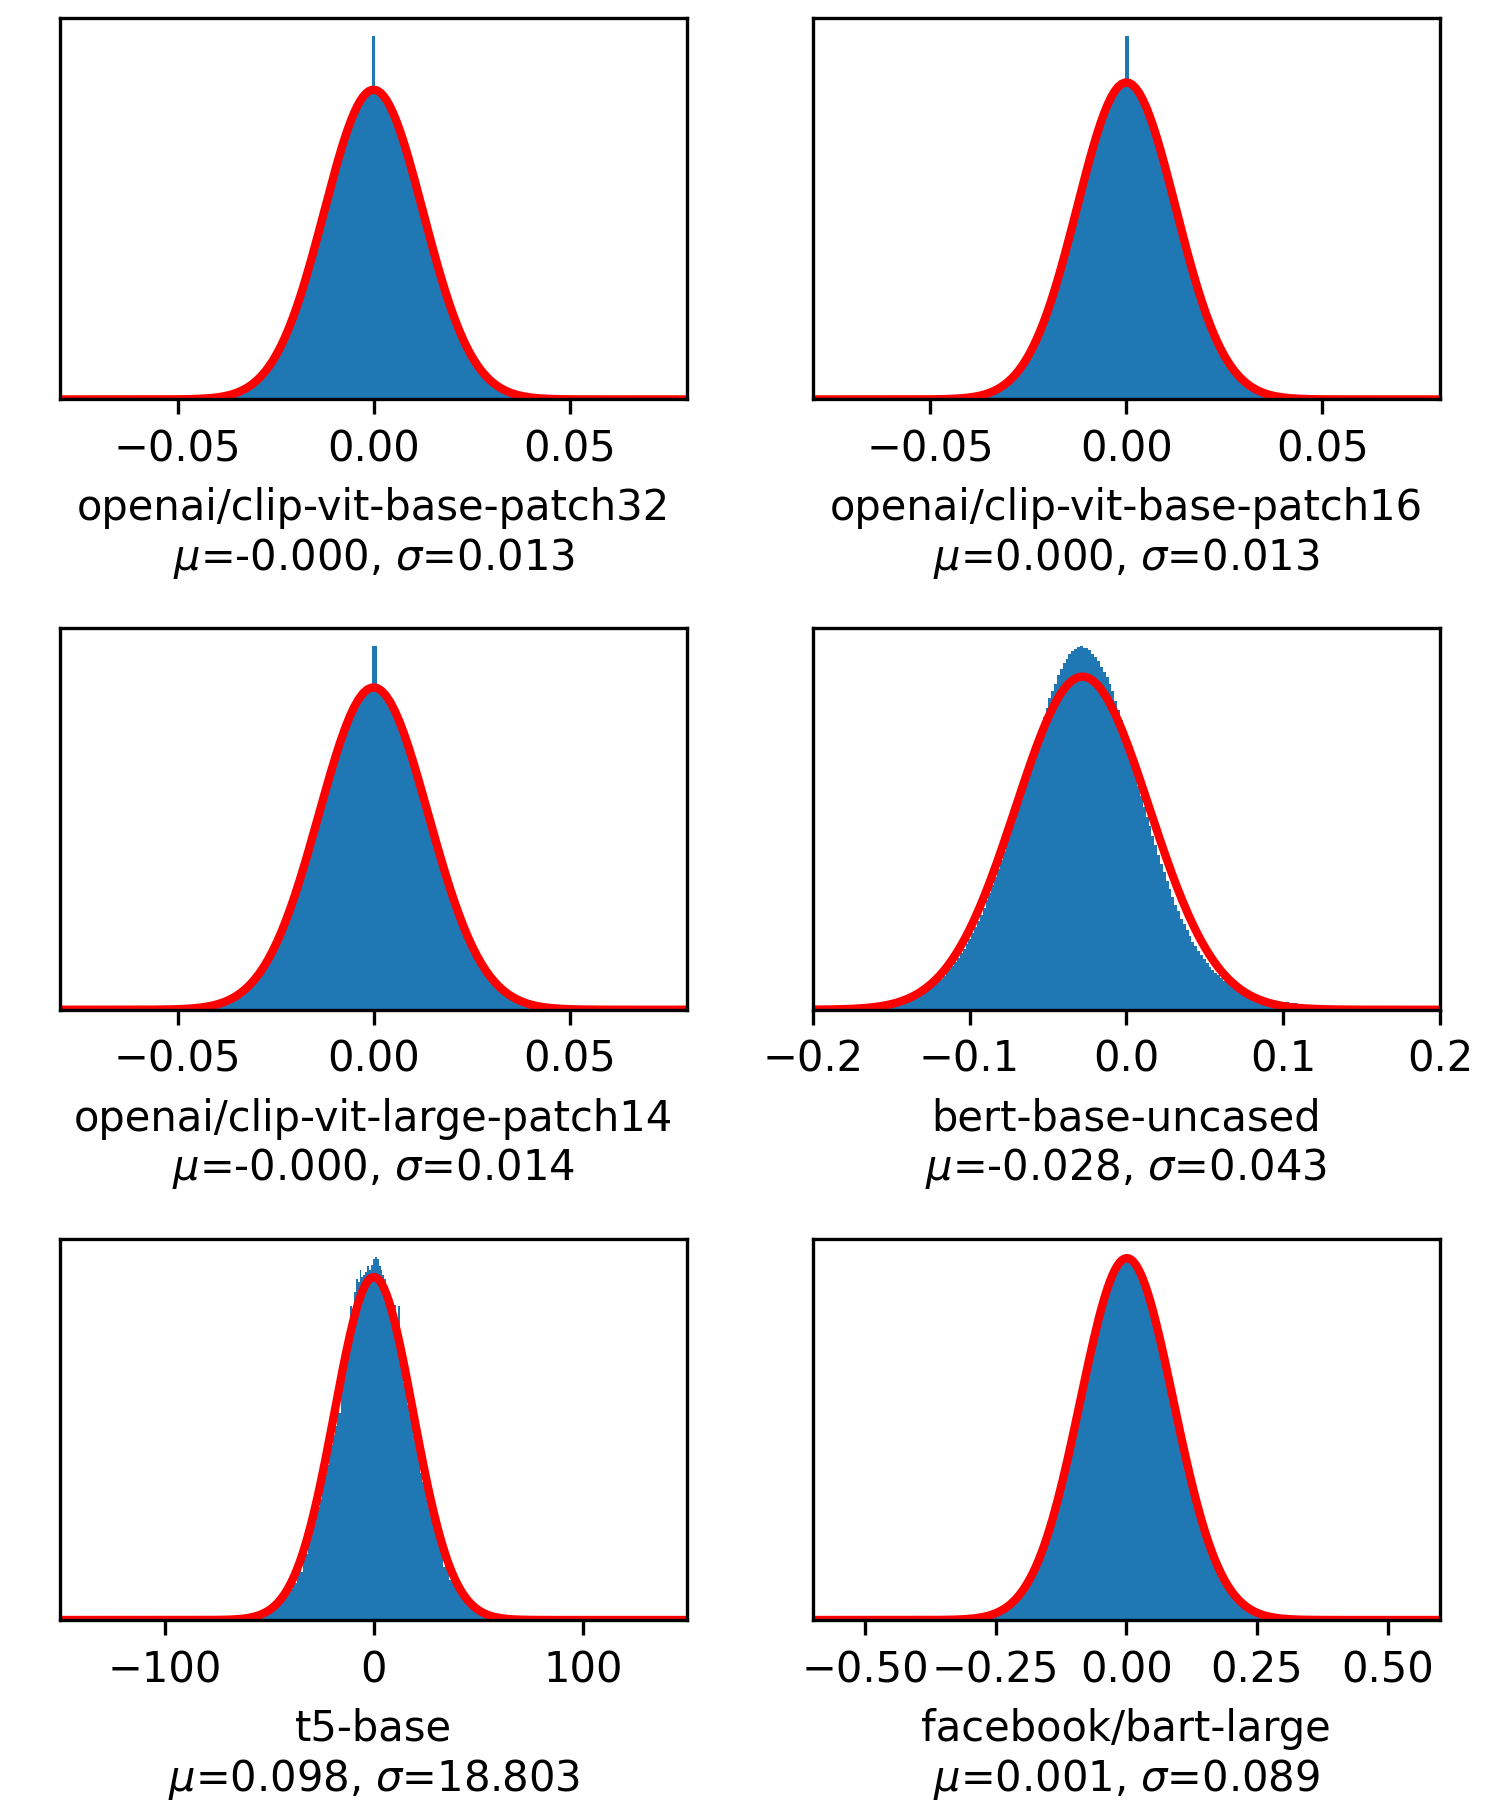 −0.05 0.00 0.05
openai/clip-vit-base-patch32
μ=-0.000, σ=0.013
−0.05 0.00 0.05
openai/clip-vit-base-patch16
μ=0.000, σ=0.013
−0.05 0.00 0.05
openai/clip-vit-large-patch14
μ=-0.000, σ=0.014
−0.2 −0.1 0.0 0.1 0.2
bert-base-uncased
μ=-0.028, σ=0.043
−100 0 100
t5-base
μ=0.098, σ=18.803
−0.50 −0.25 0.00 0.25 0.50
facebook/bart-large
μ=0.001, σ=0.089